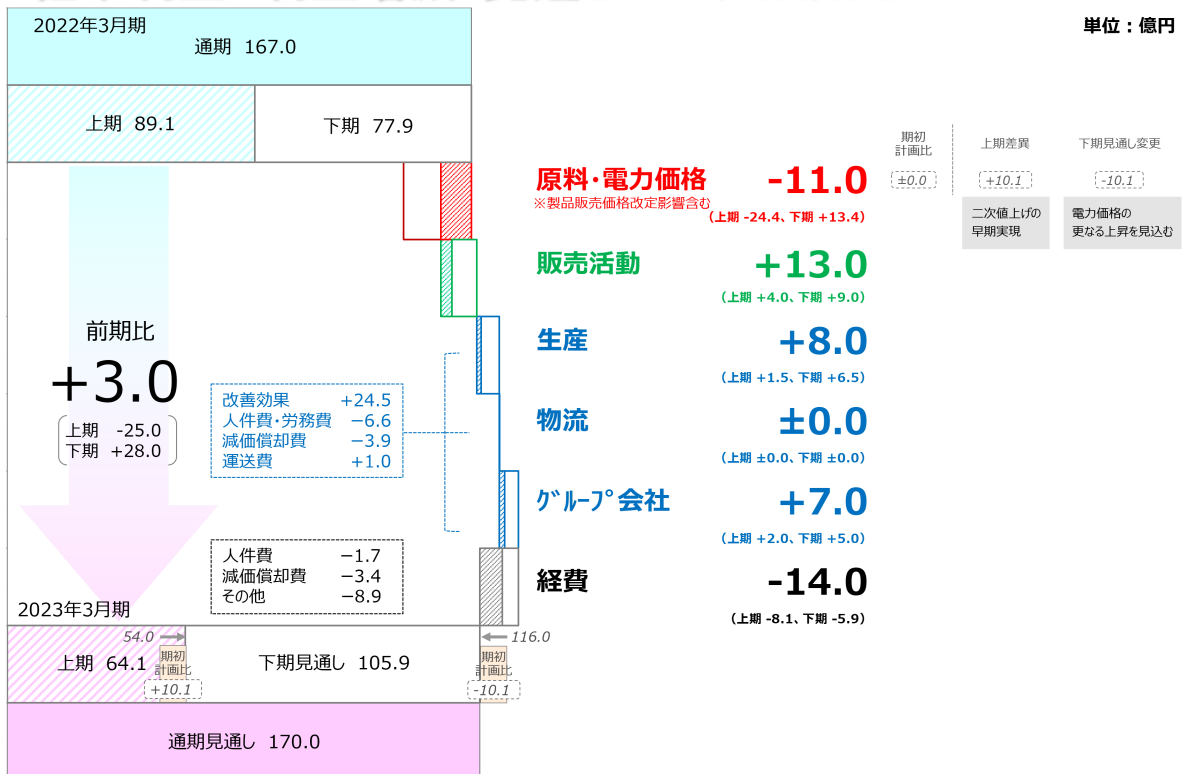 2022年3月期
通期 167.0
単位：億円
上期 89.1
下期 77.9
期初
計画比
上期差異
下期見通し変更
±0.0
+10.1
-10.1
原料・電力価格
-11.0
※製品販売価格改定影響含む
（上期 -24.4、下期 +13.4）
二次値上げの
早期実現
電力価格の
更なる上昇を見込む
販売活動
+13.0
（上期 +4.0、下期 +9.0）
前期比
+3.0
上期 -25.0
下期 +28.0
生産
+8.0
（上期 +1.5、下期 +6.5）
改善効果 +24.5
人件費・労務費 −6.6
減価償却費 −3.9
運送費 +1.0
物流
±0.0
（上期 ±0.0、下期 ±0.0）
ｸﾞﾙｰﾌﾟ会社
+7.0
（上期 +2.0、下期 +5.0）
人件費 −1.7
減価償却費 −3.4
その他 −8.9
経費
-14.0
（上期 -8.1、下期 -5.9）
2023年3月期
54.0
116.0
上期 64.1
期初
計画比
+10.1
下期見通し 105.9
期初
計画比
-10.1
通期見通し 170.0